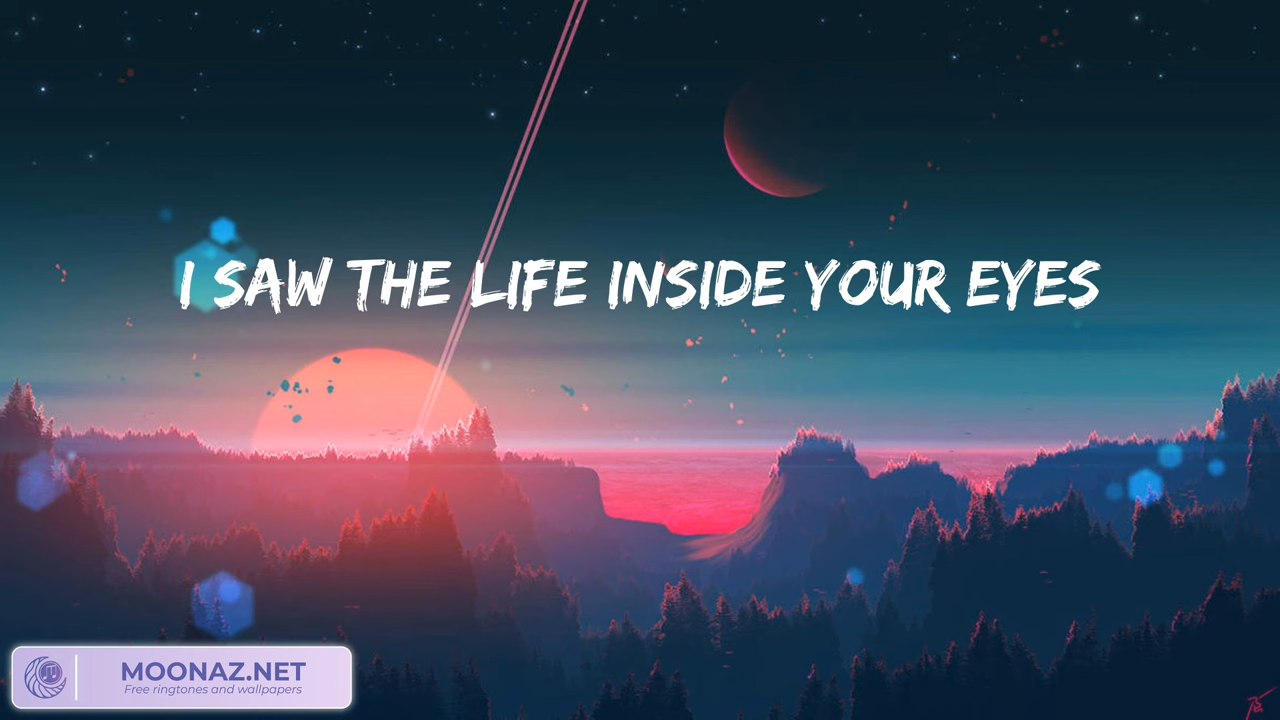 I SAW THE LIFE INSIDE YOUR EYES
MOONAZ.NET
Free ringtones and wallpapers